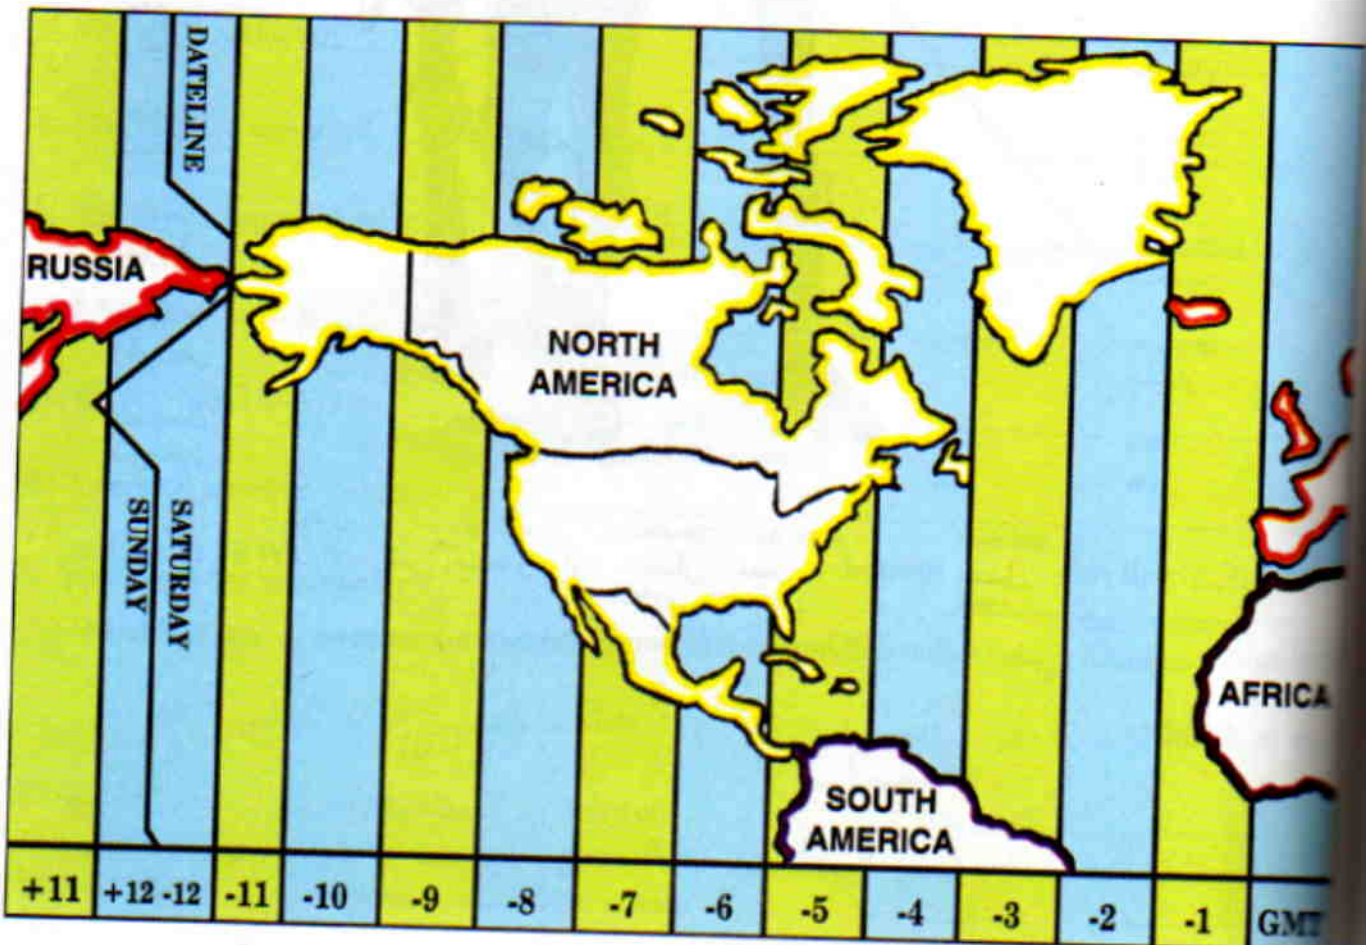 DATELINE
RUSSIA
NORTH
AMERICA
SATURDAY
SUNDAY
AFRICA
SOUTH
AMERICA
+11 +12 -12 -11 -10 -9 -8 -7 -6 -5 -4 -3 -2 -1 GMT